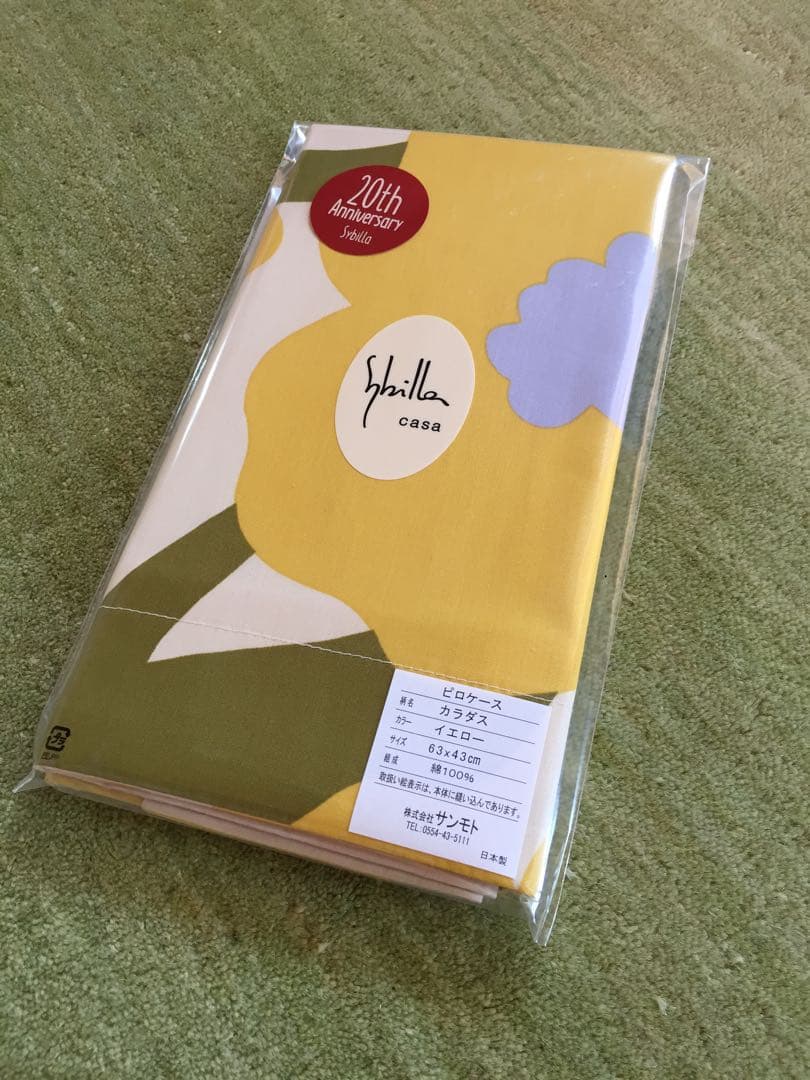 20th
Anniversary
Sybilla
Sybilla
casa
ピロケース
柄名 カラダス
カラー イエロー
サイズ 63x43cm
組成 綿100%
取扱い絵表示は、本体に縫い込んであります。
株式会社 サンモト
TEL:0554-43-5111
日本製
プラ